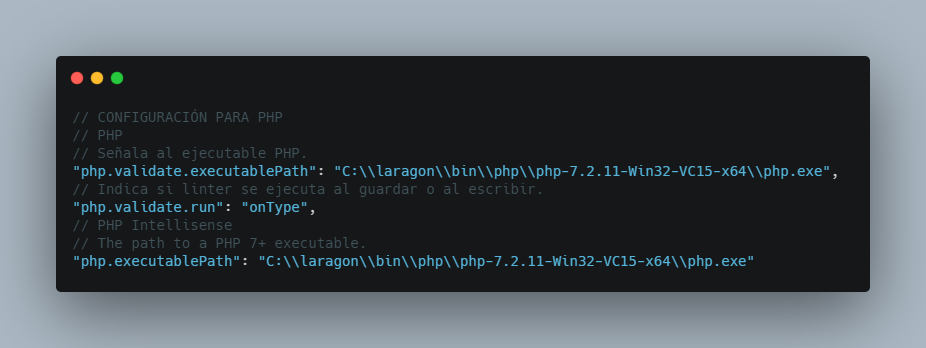 // CONFIGURACIÓN PARA PHP
// PHP
// Señala al ejecutable PHP.
"php.validate.executablePath": "C:\\laragon\\bin\\php\\php-7.2.11-Win32-VC15-x64\\php.exe",
// Indica si linter se ejecuta al guardar o al escribir.
"php.validate.run": "onType",
// PHP Intellisense
// The path to a PHP 7+ executable.
"php.executablePath": "C:\\laragon\\bin\\php\\php-7.2.11-Win32-VC15-x64\\php.exe"